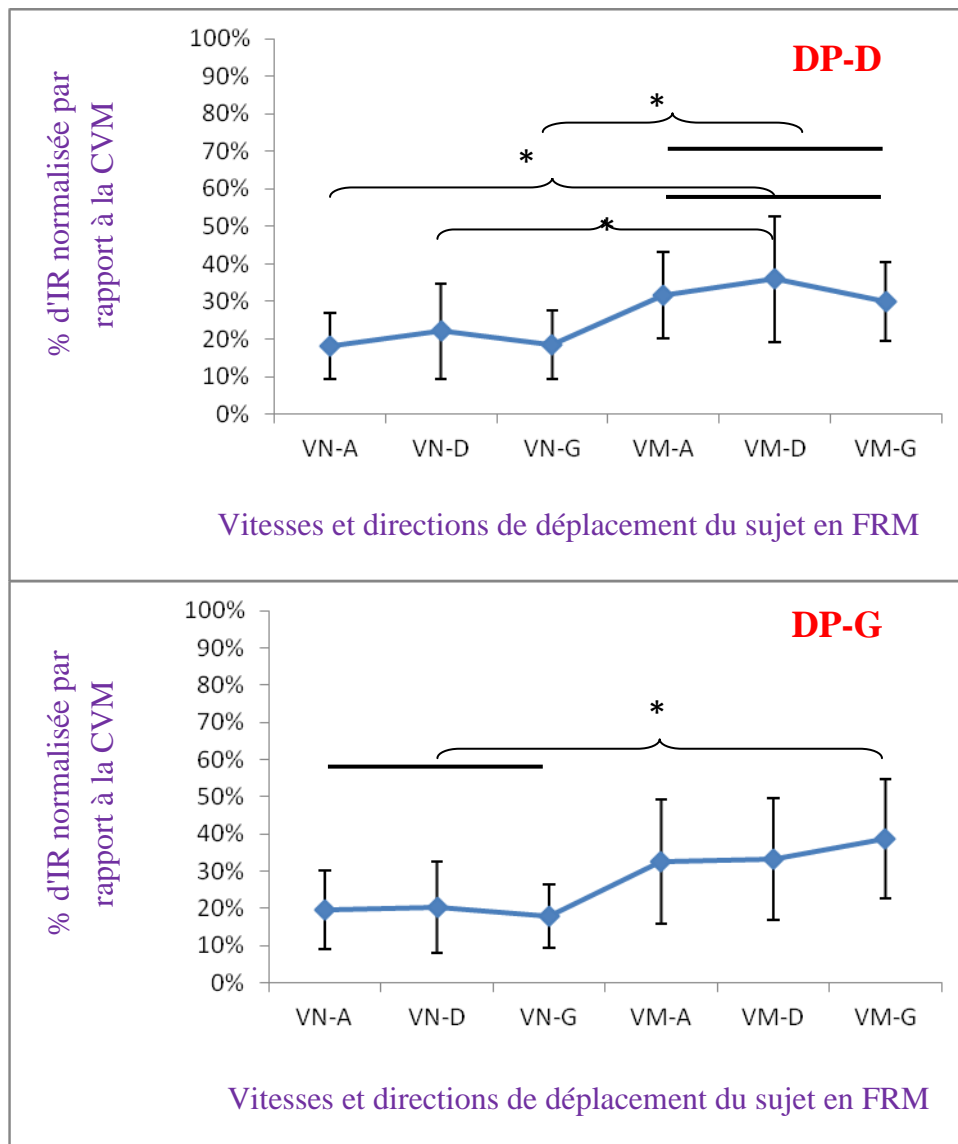 DP-D
% d'IR normalisée par
rapport à la CVM
100%
90%
80%
70%
60%
50%
40%
30%
20%
10%
0%
*
*
*
VN-A VN-D VN-G VM-A VM-D VM-G
Vitesses et directions de déplacement du sujet en FRM
DP-G
% d'IR normalisée par
rapport à la CVM
100%
90%
80%
70%
60%
50%
40%
30%
20%
10%
0%
*
VN-A VN-D VN-G VM-A VM-D VM-G
Vitesses et directions de déplacement du sujet en FRM